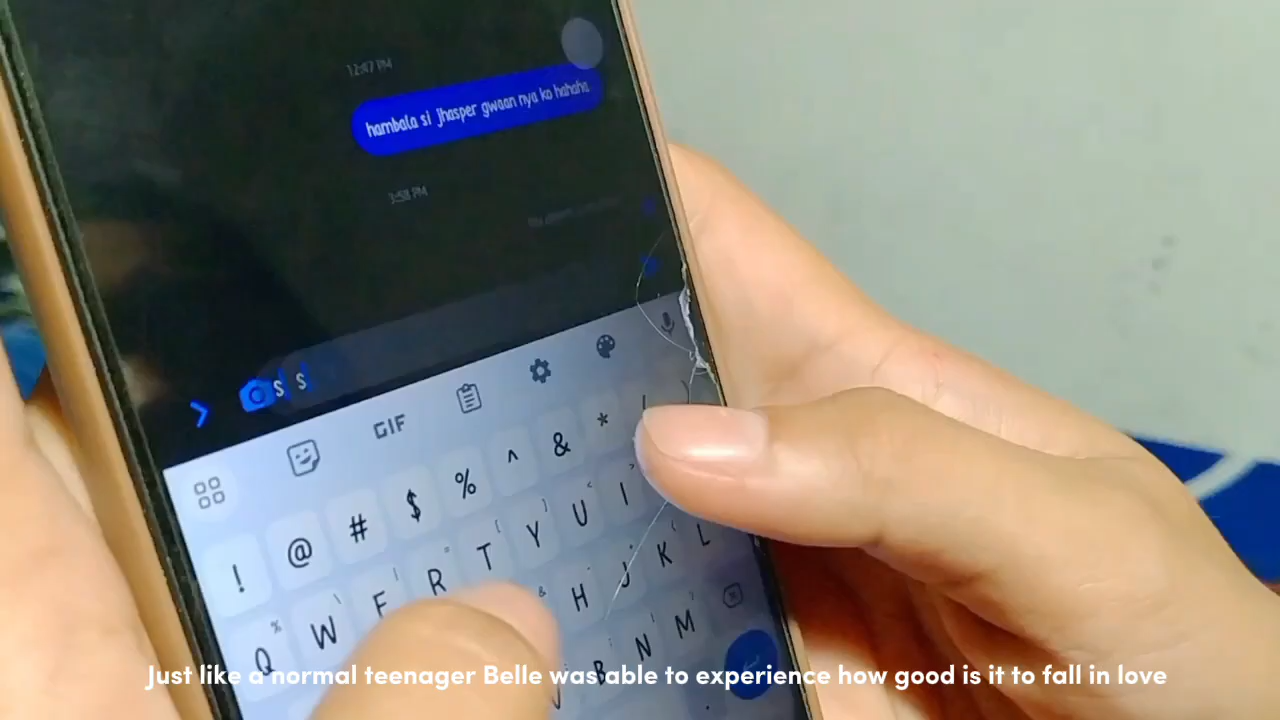 12:47 PM
hambala si Jhasper gwaan nya ko hahaha
3:58 PM
S S
GIF
! @ # $ % ^ & *
Q W E R T Y U I
H J K L
B N M
Just like a normal teenager Belle was able to experience how good is it to fall in love